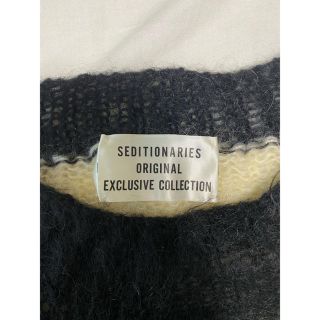 SEDITIONARIES
ORIGINAL
EXCLUSIVE COLLECTION